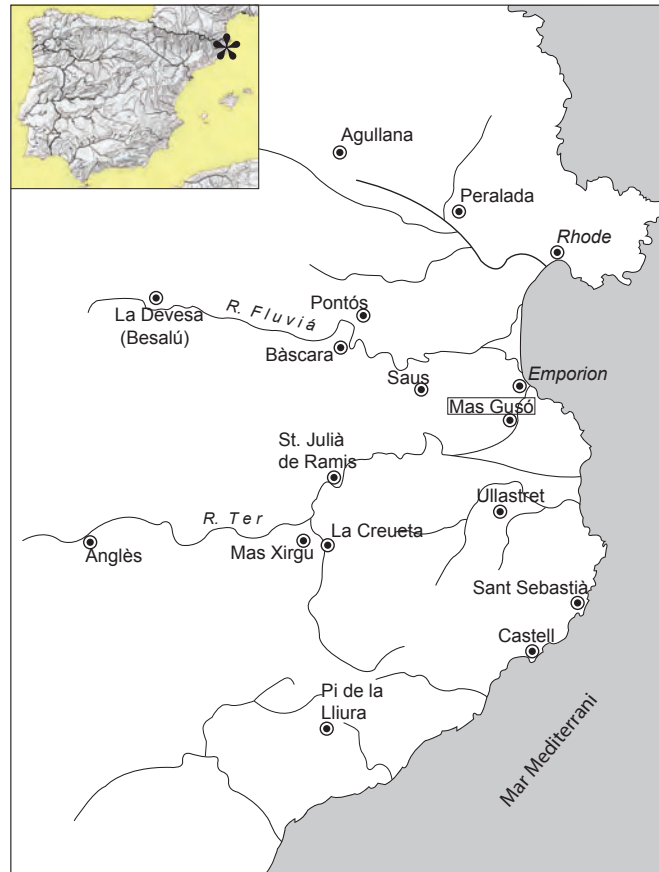 Agullana
Peralada
Rhode
La Devesa
(Besalú)
R. Fluviá
Pontós
Bàscara
Saus
Emporion
Mas Gusó
St. Julià
de Ramis
Ullastret
R. Ter
Anglès
Mas Xirgu
La Creueta
Sant Sebastià
Castell
Pi de la
Lliura
Mar Mediterrani